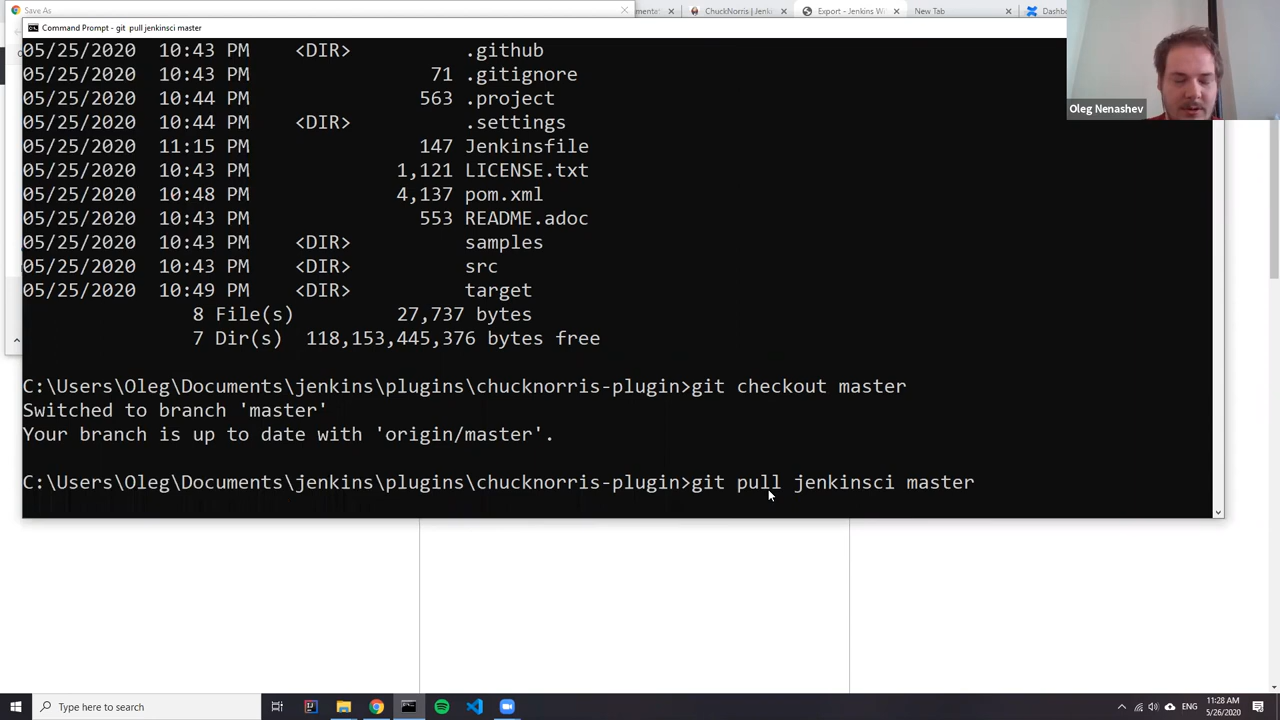 Save As
Command Prompt - git  pull jenkinsci master
ChuckNorris | Jenki
Export - Jenkins Wi
New Tab
Dashbo
05/25/2020  10:43 PM    <DIR>          .github
05/25/2020  10:43 PM                71 .gitignore
05/25/2020  10:44 PM               563 .project
05/25/2020  10:44 PM    <DIR>          .settings
05/25/2020  11:15 PM               147 Jenkinsfile
05/25/2020  10:43 PM             1,121 LICENSE.txt
05/25/2020  10:48 PM             4,137 pom.xml
05/25/2020  10:43 PM               553 README.adoc
05/25/2020  10:43 PM    <DIR>          samples
05/25/2020  10:43 PM    <DIR>          src
05/25/2020  10:49 PM    <DIR>          target
8 File(s)         27,737 bytes
7 Dir(s)  118,153,445,376 bytes free
C:\Users\Oleg\Documents\jenkins\plugins\chucknorris-plugin>git checkout master
Switched to branch 'master'
Your branch is up to date with 'origin/master'.
C:\Users\Oleg\Documents\jenkins\plugins\chucknorris-plugin>git pull jenkinsci master
Oleg Nenashev
Type here to search
ENG
11:28 AM
5/26/2020